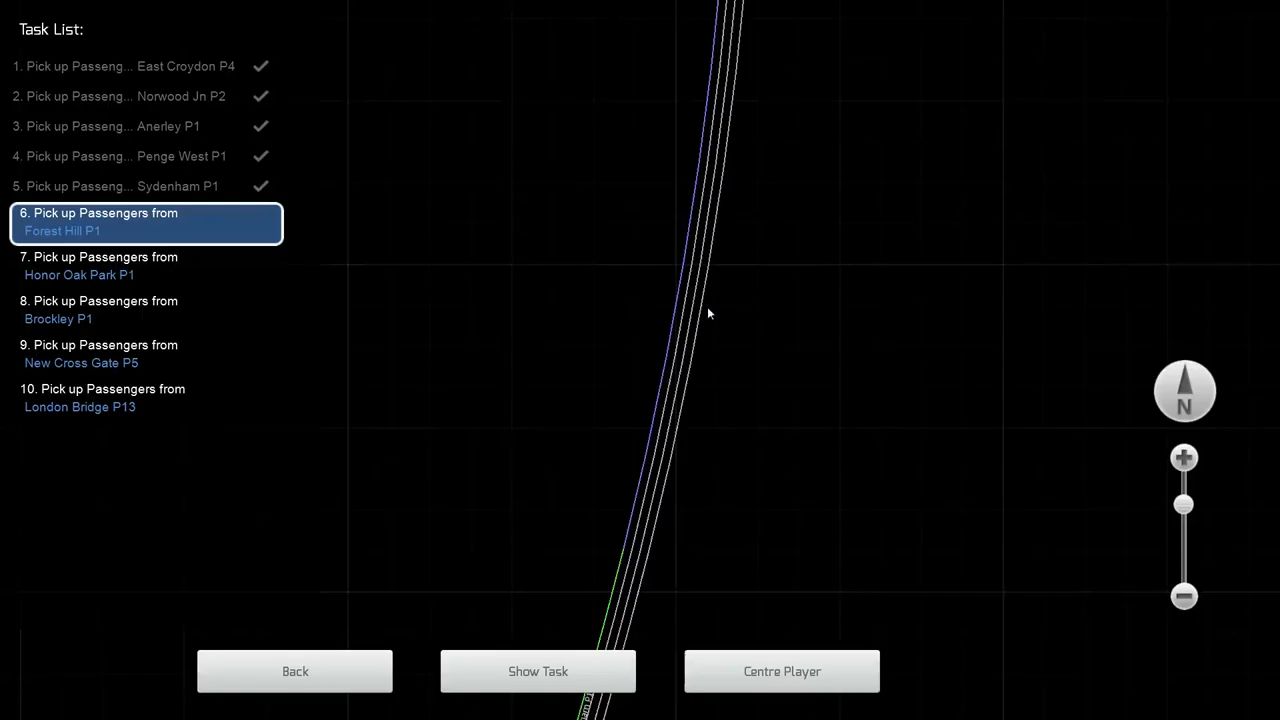 Task List:
1. Pick up Passeng... East Croydon P4
2. Pick up Passeng... Norwood Jn P2
3. Pick up Passeng... Anerley P1
4. Pick up Passeng... Penge West P1
5. Pick up Passeng... Sydenham P1
6. Pick up Passengers from
Forest Hill P1
7. Pick up Passengers from
Honor Oak Park P1
8. Pick up Passengers from
Brockley P1
9. Pick up Passengers from
New Cross Gate P5
10. Pick up Passengers from
London Bridge P13
N
Back
Show Task
Centre Player